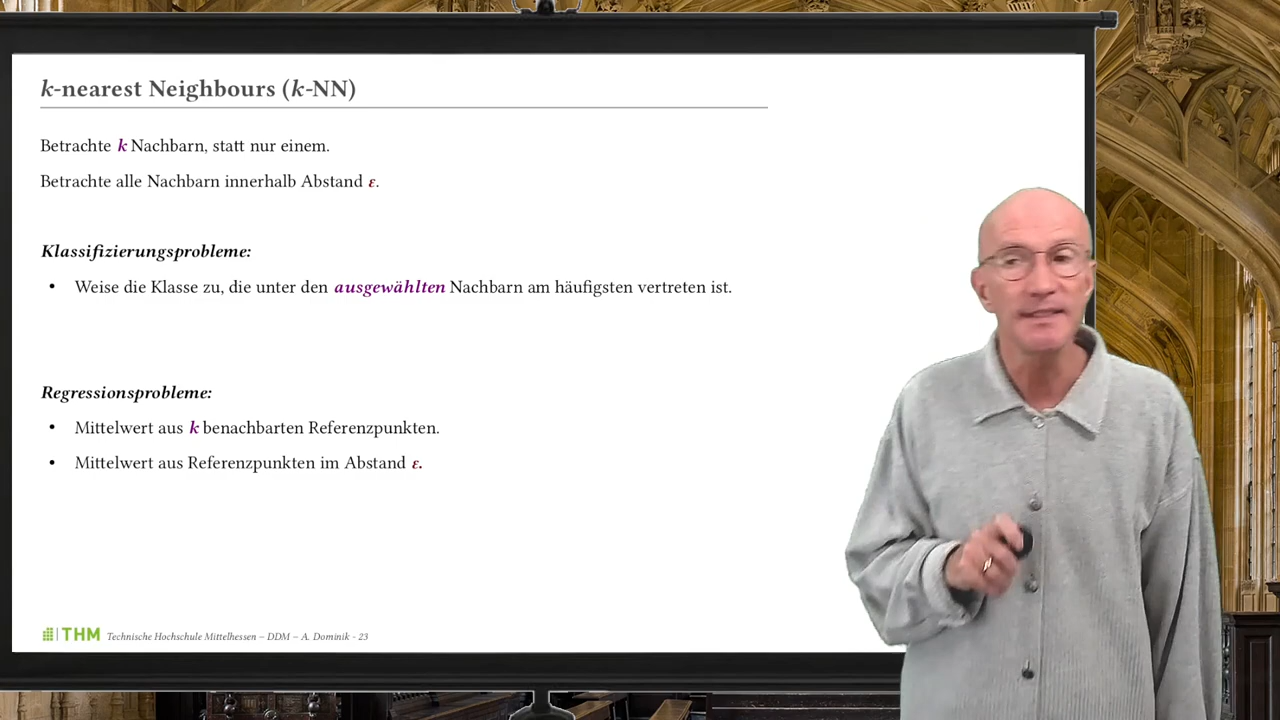 k-nearest Neighbours (k-NN)
Betrachte k Nachbarn, statt nur einem.
Betrachte alle Nachbarn innerhalb Abstand ε.
Klassifizierungsprobleme:
• Weise die Klasse zu, die unter den ausgewählten Nachbarn am häufigsten vertreten ist.
Regressionsprobleme:
• Mittelwert aus k benachbarten Referenzpunkten.
• Mittelwert aus Referenzpunkten im Abstand ε.
THM Technische Hochschule Mittelhessen – DDM – A. Dominik - 23